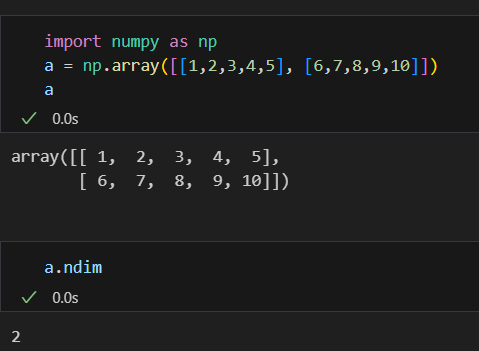 import numpy as np
a = np.array([[1,2,3,4,5], [6,7,8,9,10]])
a
0.0s
array([[ 1,  2,  3,  4,  5],
       [ 6,  7,  8,  9, 10]])
a.ndim
0.0s
2